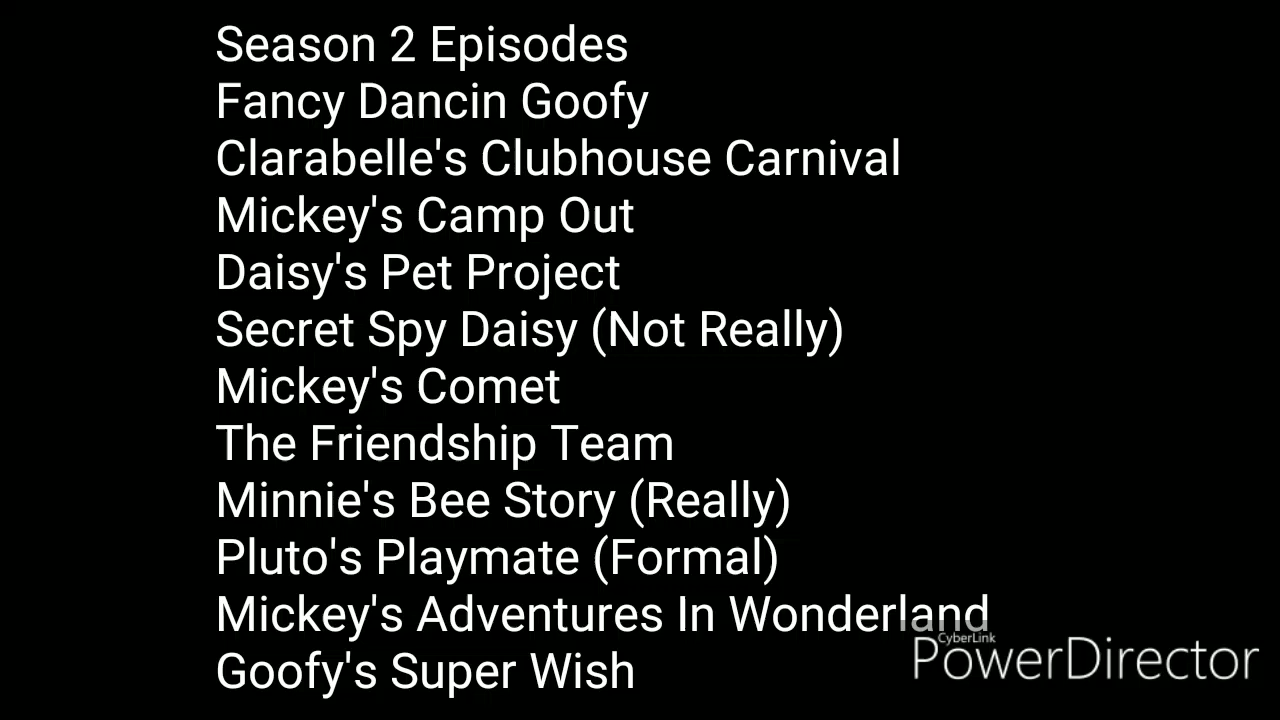 Season 2 Episodes
Fancy Dancin Goofy
Clarabelle's Clubhouse Carnival
Mickey's Camp Out
Daisy's Pet Project
Secret Spy Daisy (Not Really)
Mickey's Comet
The Friendship Team
Minnie's Bee Story (Really)
Pluto's Playmate (Formal)
Mickey's Adventures In Wonderland
Goofy's Super Wish
CyberLink
PowerDirector